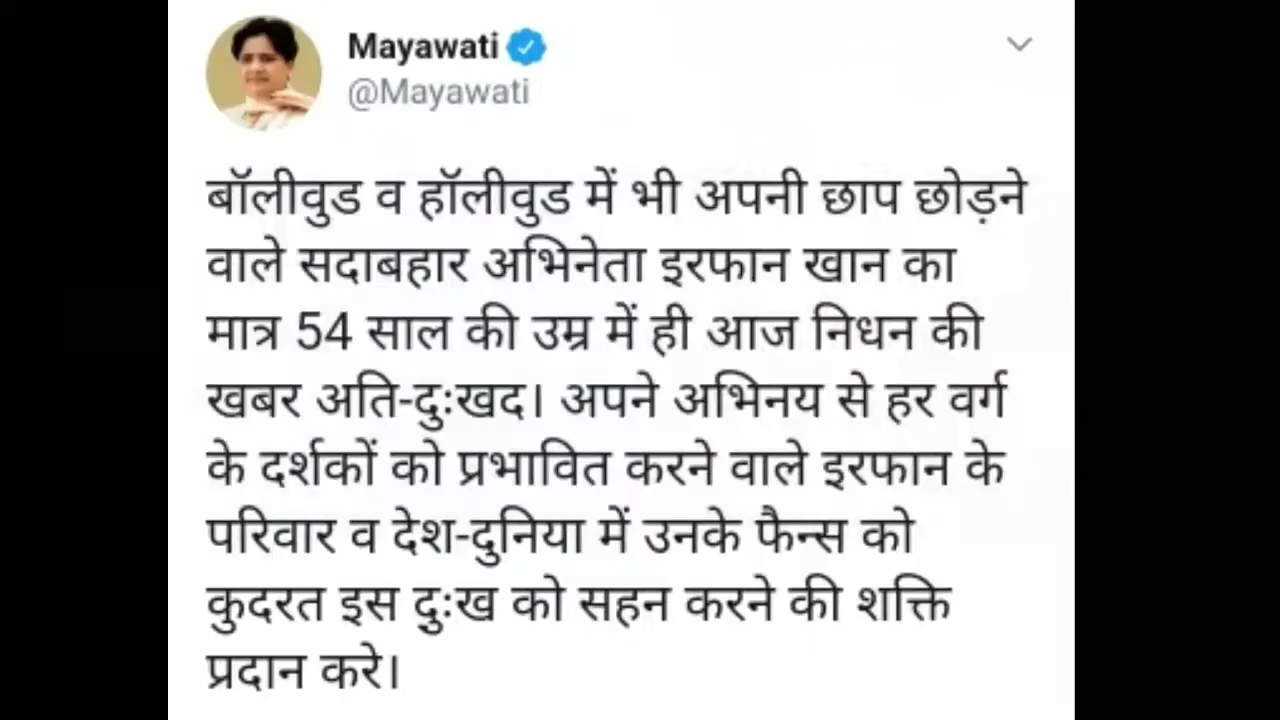 Mayawati
@Mayawati
बॉलीवुड व हॉलीवुड में भी अपनी छाप छोड़ने
वाले सदाबहार अभिनेता इरफान खान का
मात्र 54 साल की उम्र में ही आज निधन की
खबर अति-दुःखद। अपने अभिनय से हर वर्ग
के दर्शकों को प्रभावित करने वाले इरफान के
परिवार व देश-दुनिया में उनके फैन्स को
कुदरत इस दुःख को सहन करने की शक्ति
प्रदान करे।